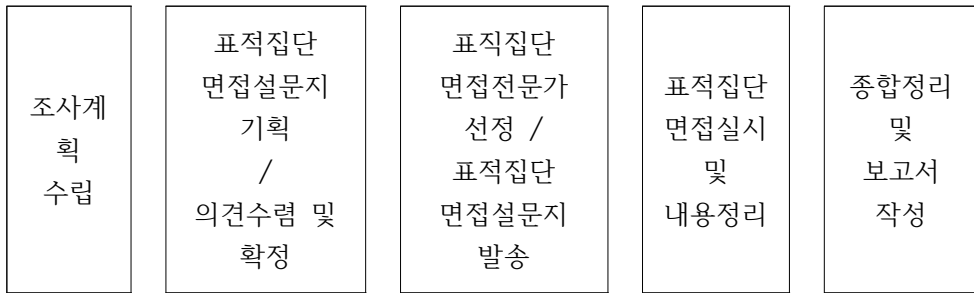 조사계
획
수립
표적집단
면접설문지
기획
/
의견수렴 및
확정
표직집단
면접전문가
선정 /
표적집단
면접설문지
발송
표적집단
면접실시
및
내용정리
종합정리
및
보고서
작성